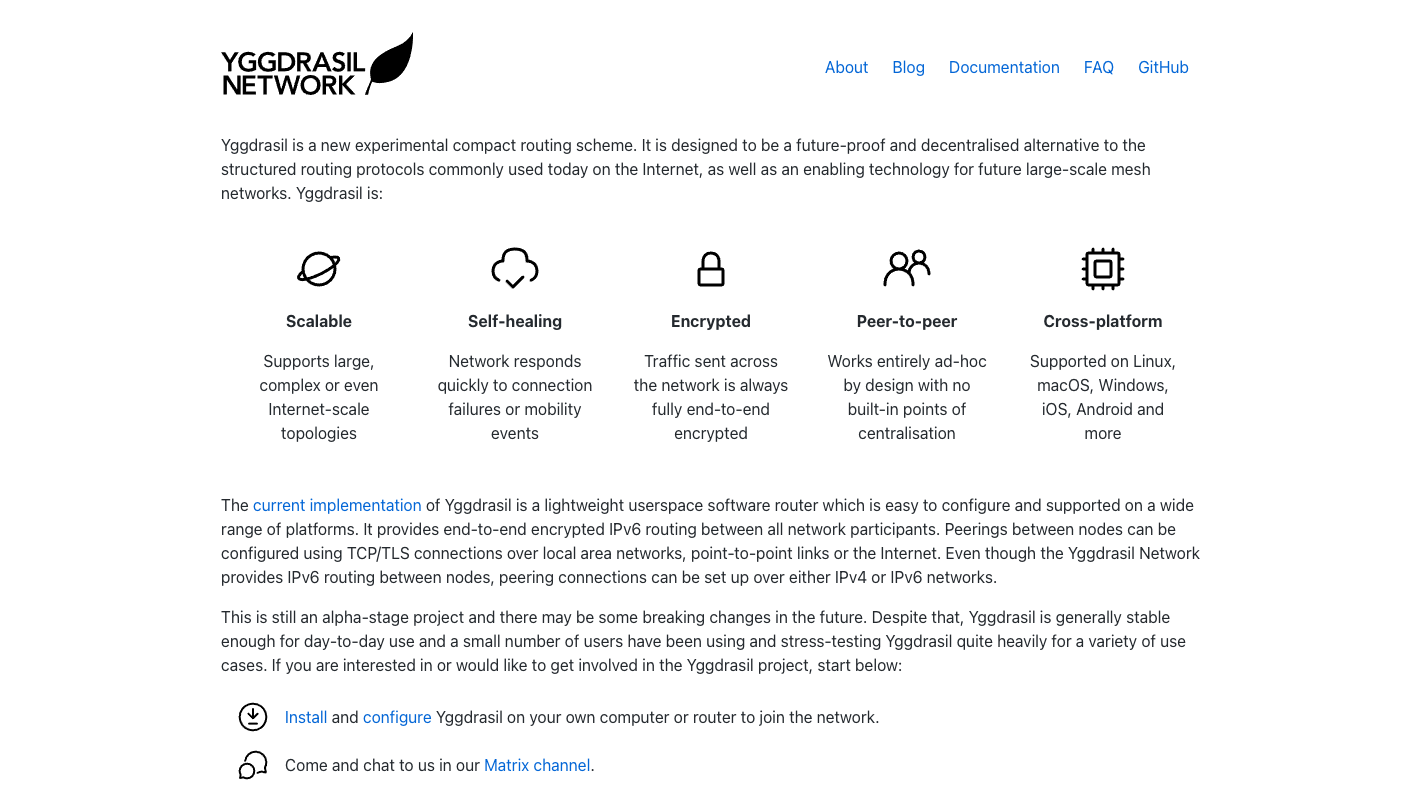 YGGDRASIL
NETWORK
About Blog Documentation FAQ GitHub
Yggdrasil is a new experimental compact routing scheme. It is designed to be a future-proof and decentralised alternative to the
structured routing protocols commonly used today on the Internet, as well as an enabling technology for future large-scale mesh
networks. Yggdrasil is:
Scalable
Supports large,
complex or even
Internet-scale
topologies
Self-healing
Network responds
quickly to connection
failures or mobility
events
Encrypted
Traffic sent across
the network is always
fully end-to-end
encrypted
Peer-to-peer
Works entirely ad-hoc
by design with no
built-in points of
centralisation
Cross-platform
Supported on Linux,
macOS, Windows,
iOS, Android and
more
The current implementation of Yggdrasil is a lightweight userspace software router which is easy to configure and supported on a wide
range of platforms. It provides end-to-end encrypted IPv6 routing between all network participants. Peerings between nodes can be
configured using TCP/TLS connections over local area networks, point-to-point links or the Internet. Even though the Yggdrasil Network
provides IPv6 routing between nodes, peering connections can be set up over either IPv4 or IPv6 networks.
This is still an alpha-stage project and there may be some breaking changes in the future. Despite that, Yggdrasil is generally stable
enough for day-to-day use and a small number of users have been using and stress-testing Yggdrasil quite heavily for a variety of use
cases. If you are interested in or would like to get involved in the Yggdrasil project, start below:
Install and configure Yggdrasil on your own computer or router to join the network.
Come and chat to us in our Matrix channel.